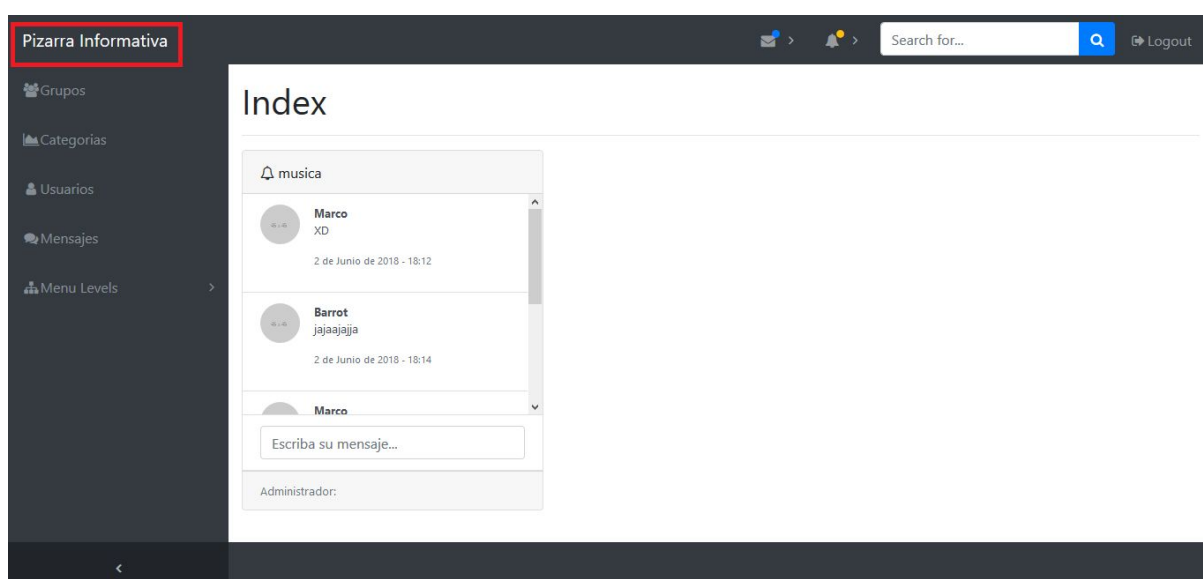 Pizarra Informativa
Search for...
Logout
Grupos
Categorias
Usuarios
Mensajes
Menu Levels
Index
musica
Marco
XD
2 de Junio de 2018 - 18:12
Barrot
jajaajajja
2 de Junio de 2018 - 18:14
Marco
Escriba su mensaje...
Administrador: